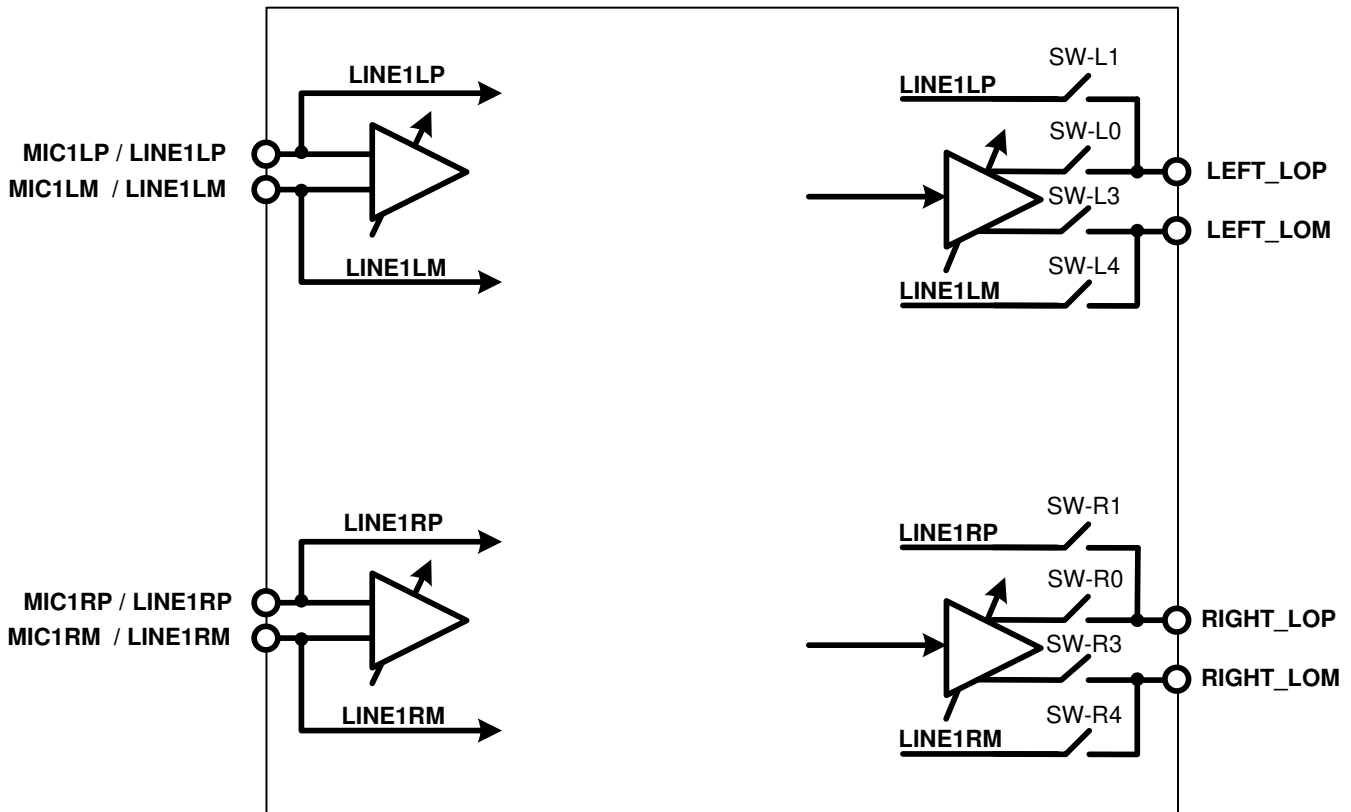 SW-L1
LINE1LP
LINE1LP
SW-L0
MIC1LP / LINE1LP
LEFT_LOP
MIC1LM / LINE1LM
SW-L3
LEFT_LOM
LINE1LM
SW-L4
LINE1LM
SW-R1
LINE1RP
LINE1RP
SW-R0
MIC1RP / LINE1RP
RIGHT_LOP
MIC1RM / LINE1RM
SW-R3
RIGHT_LOM
LINE1RM
SW-R4
LINE1RM